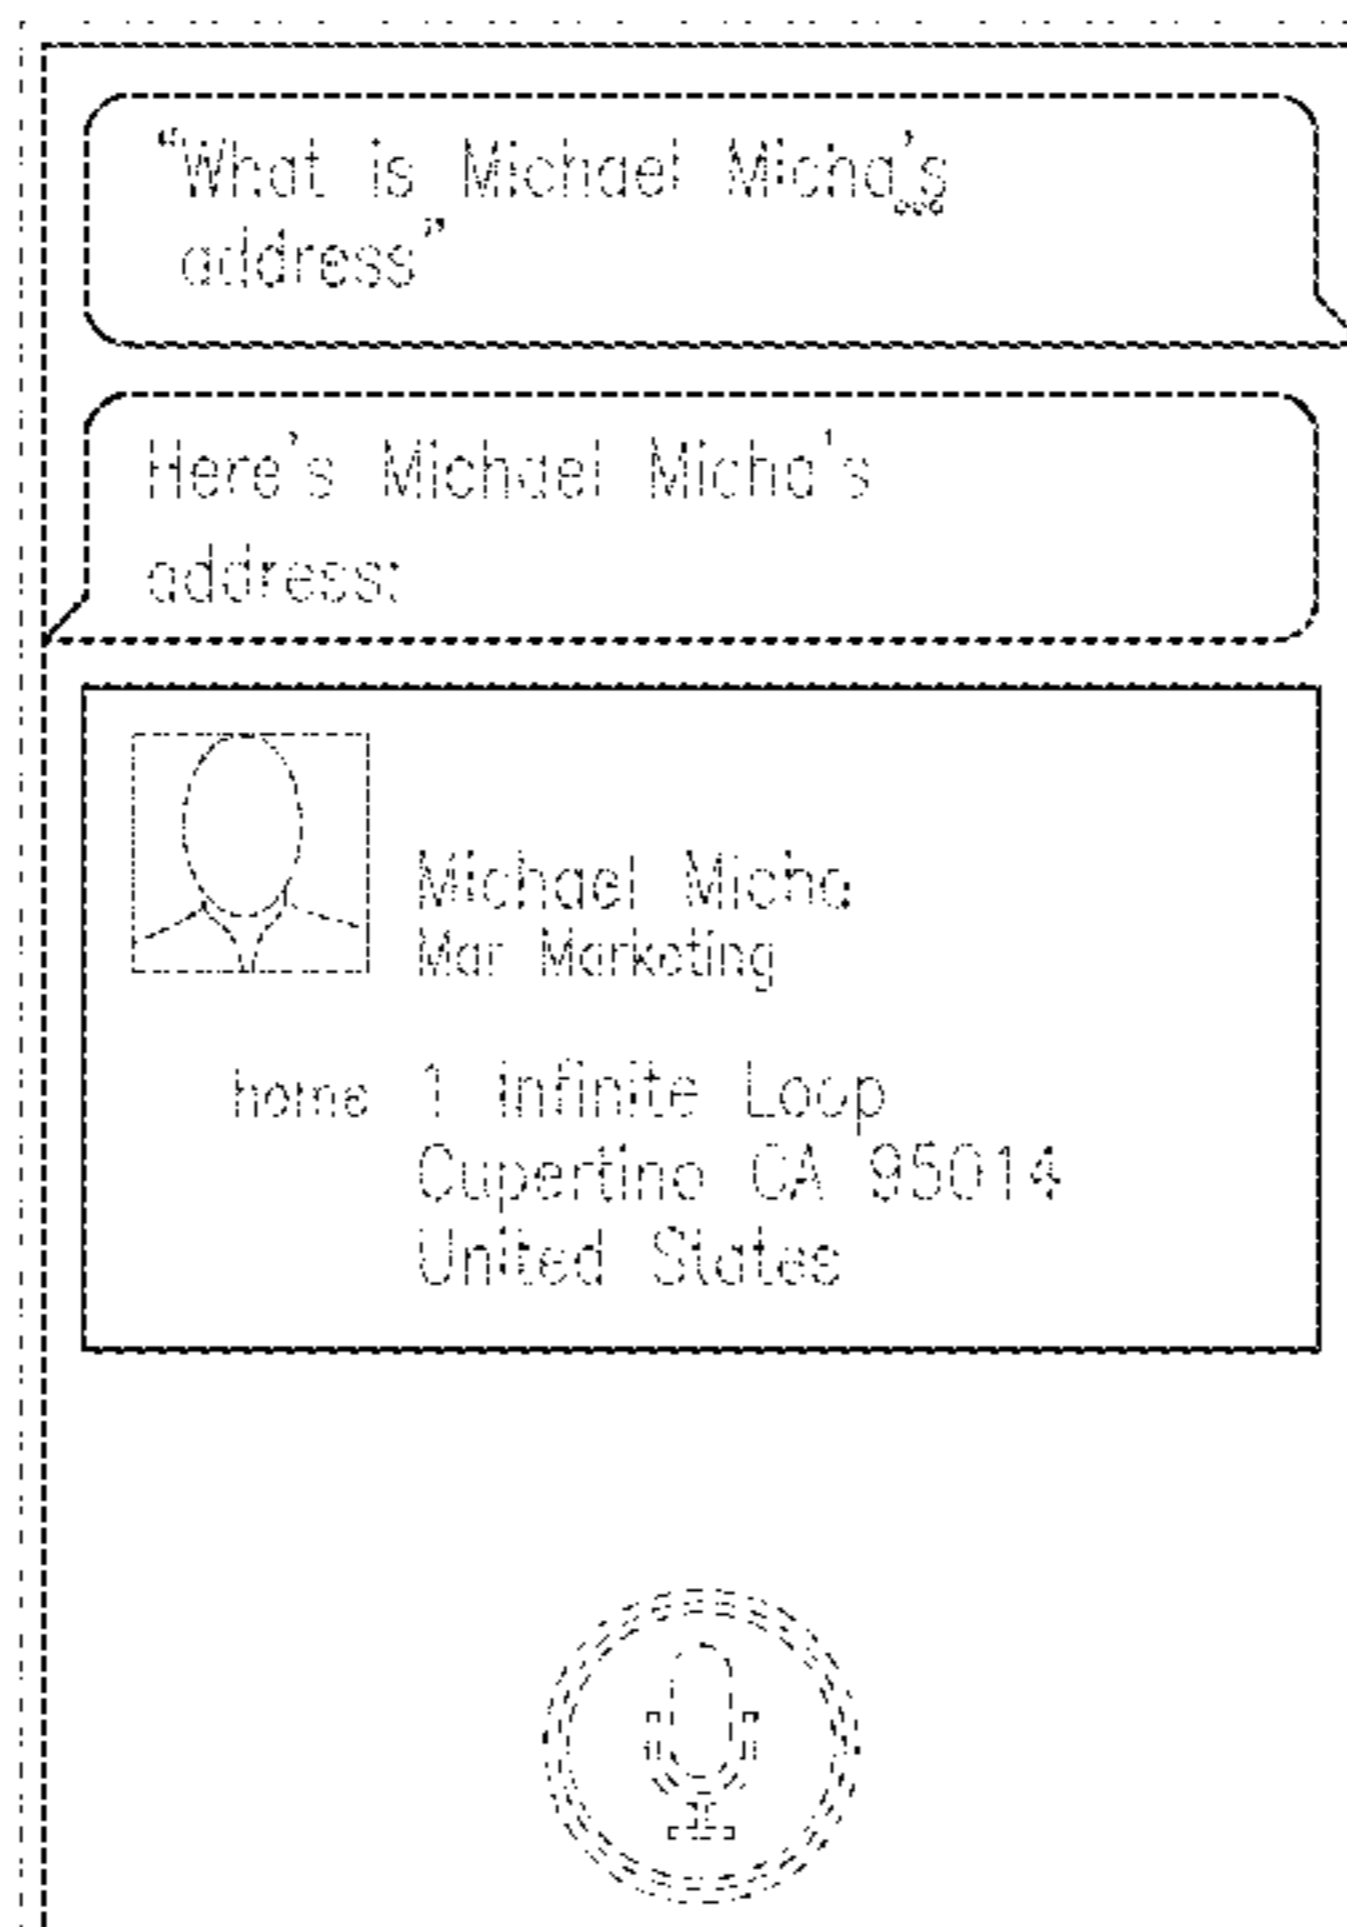 “What is Michael Micha’s
address”
Here’s Michael Micha's
address:
Michael Micha
Mar Marketing
home 1 Infinite Loop
Cupertino CA 95014
United States